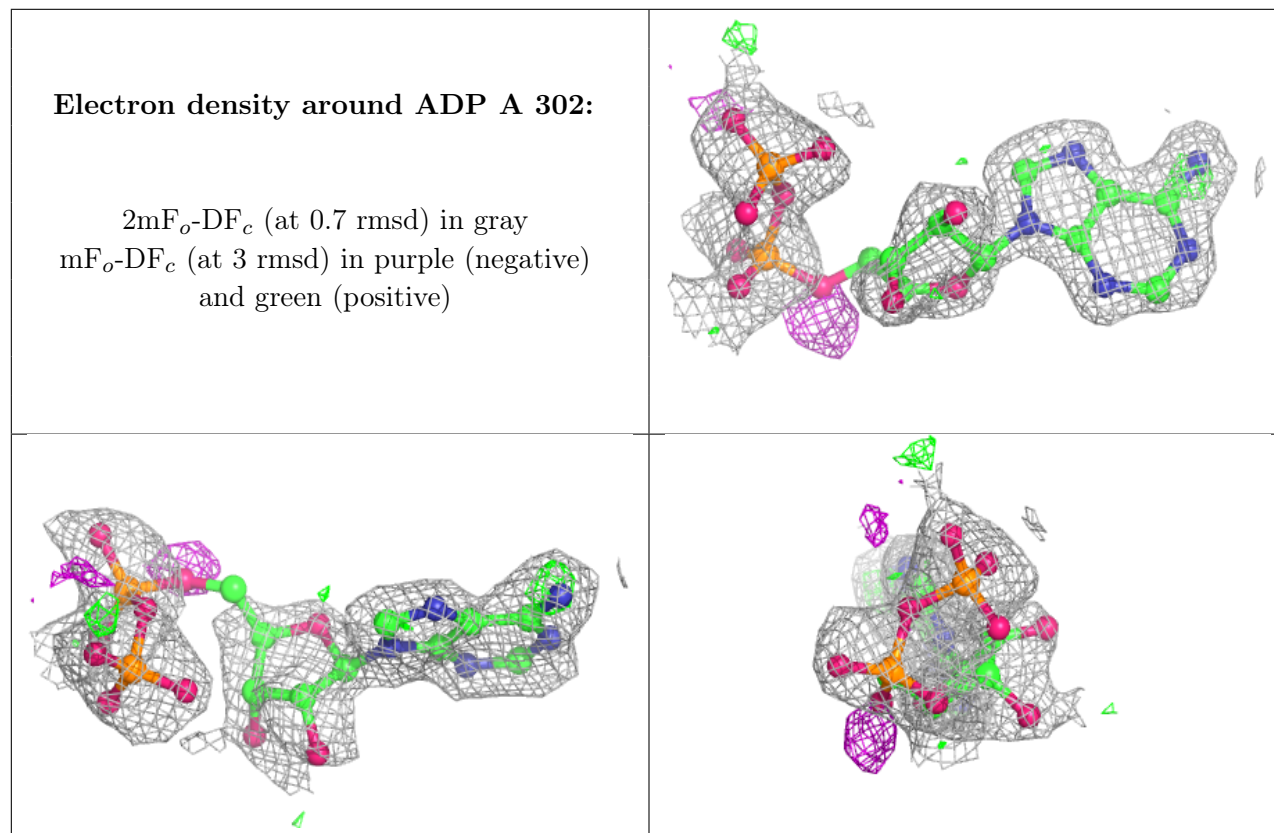 Electron density around ADP A 302:
2mFo-DFc (at 0.7 rmsd) in gray
mFo-DFc (at 3 rmsd) in purple (negative)
and green (positive)